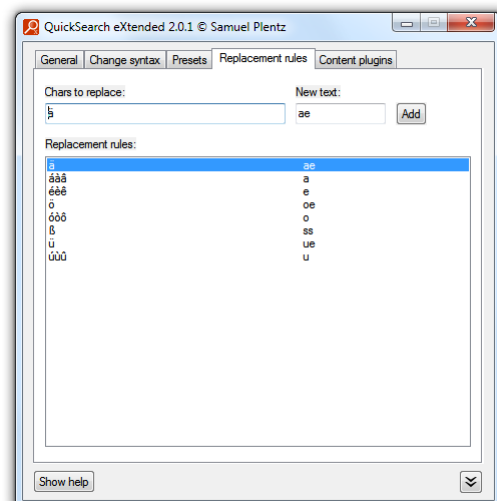 QuickSearch eXtended 2.0.1 © Samuel Plentz
General Change syntax Presets Replacement rules Content plugins
Chars to replace: New text:
ä ae Add
Replacement rules:
ä ae
áàâ a
éèê e
ö oe
óòô o
ß ss
ü ue
úùû u
Show help